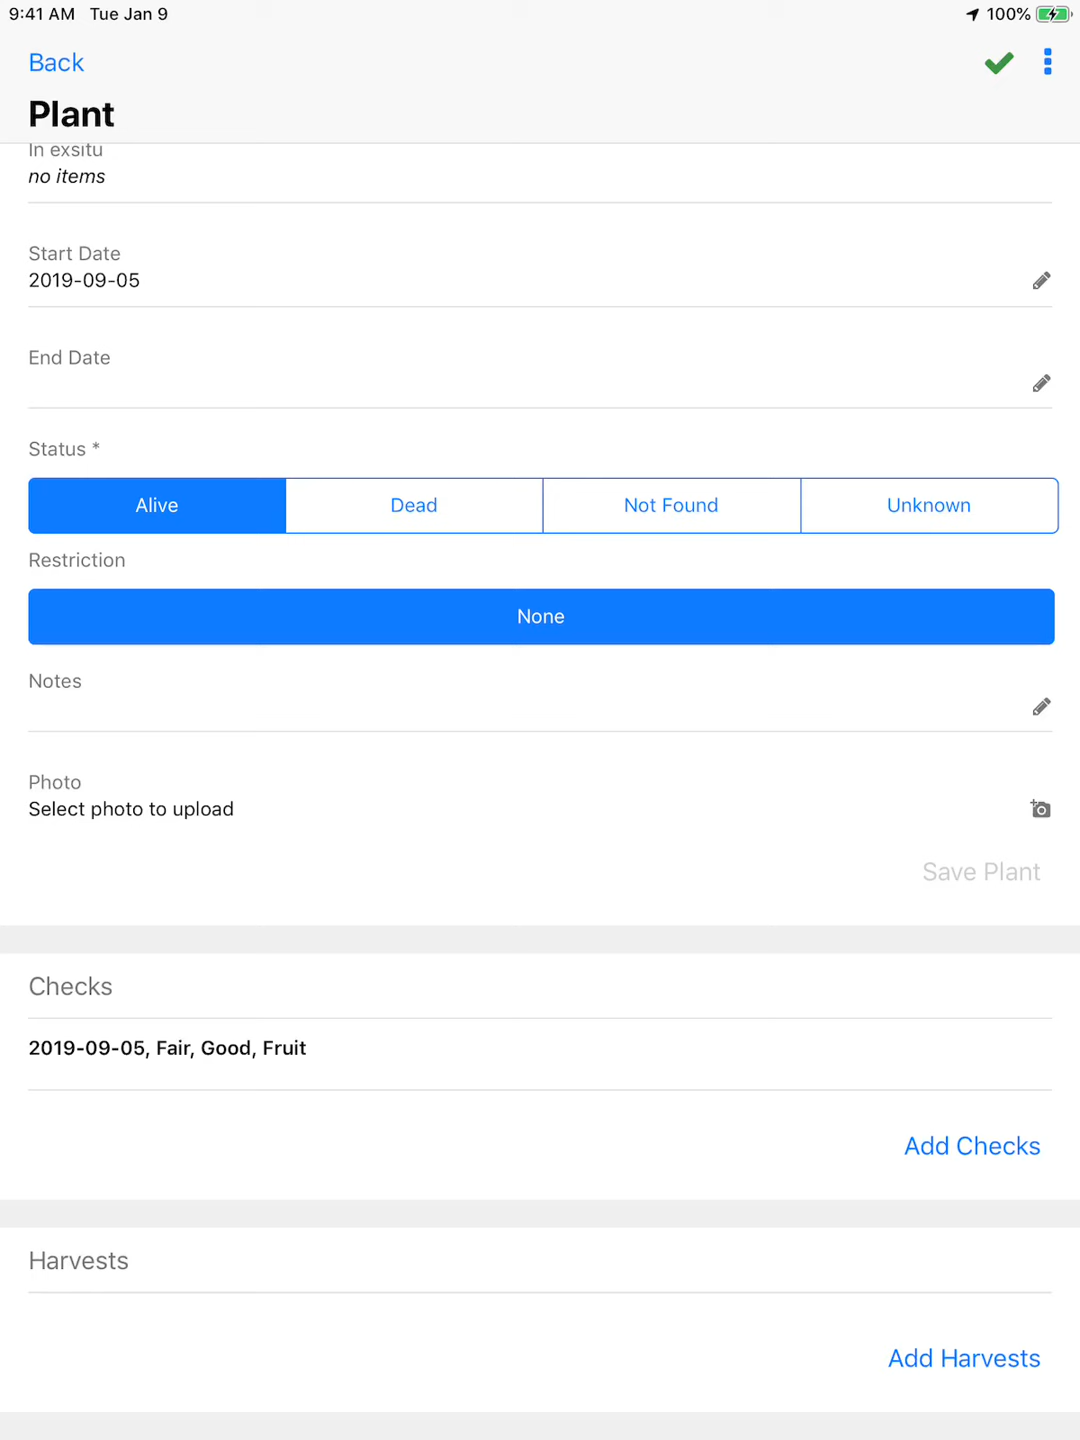 9:41 AM Tue Jan 9 100%
Back
Plant
In exsitu
no items
Start Date
2019-09-05
End Date
Status *
Alive Dead Not Found Unknown
Restriction
None
Notes
Photo
Select photo to upload
Save Plant
Checks
2019-09-05, Fair, Good, Fruit
Add Checks
Harvests
Add Harvests